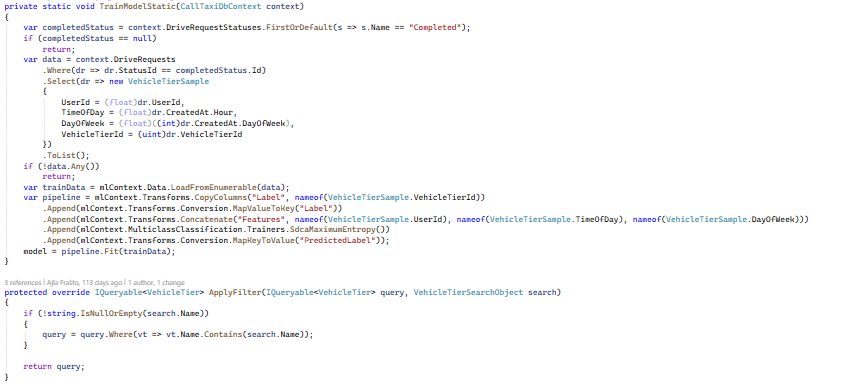 private static void TrainModelStatic(CallTaxiDbContext context)
{
    var completedStatus = context.DriveRequestStatuses.FirstOrDefault(s => s.Name == "Completed");
    if (completedStatus == null)
        return;
    var data = context.DriveRequests
        .Where(dr => dr.StatusId == completedStatus.Id)
        .Select(dr => new VehicleTierSample
        {
            UserId = (float)dr.UserId,
            TimeOfDay = (float)dr.CreatedAt.Hour,
            DayOfWeek = (float)((int)dr.CreatedAt.DayOfWeek),
            VehicleTierId = (uint)dr.VehicleTierId
        })
        .ToList();
    if (!data.Any())
        return;
    var trainData = mlContext.Data.LoadFromEnumerable(data);
    var pipeline = mlContext.Transforms.CopyColumns("Label", nameof(VehicleTierSample.VehicleTierId))
        .Append(mlContext.Transforms.Conversion.MapValueToKey("Label"))
        .Append(mlContext.Transforms.Concatenate("Features", nameof(VehicleTierSample.UserId), nameof(VehicleTierSample.TimeOfDay), nameof(VehicleTierSample.DayOfWeek)))
        .Append(mlContext.MulticlassClassification.Trainers.SdcaMaximumEntropy())
        .Append(mlContext.Transforms.Conversion.MapKeyToValue("PredictedLabel"));
    model = pipeline.Fit(trainData);
}
3 references | Ajla Frašto, 113 days ago | 1 author, 1 change
protected override IQueryable<VehicleTier> ApplyFilter(IQueryable<VehicleTier> query, VehicleTierSearchObject search)
{
    if (!string.IsNullOrEmpty(search.Name))
    {
        query = query.Where(vt => vt.Name.Contains(search.Name));
    }
    return query;
}